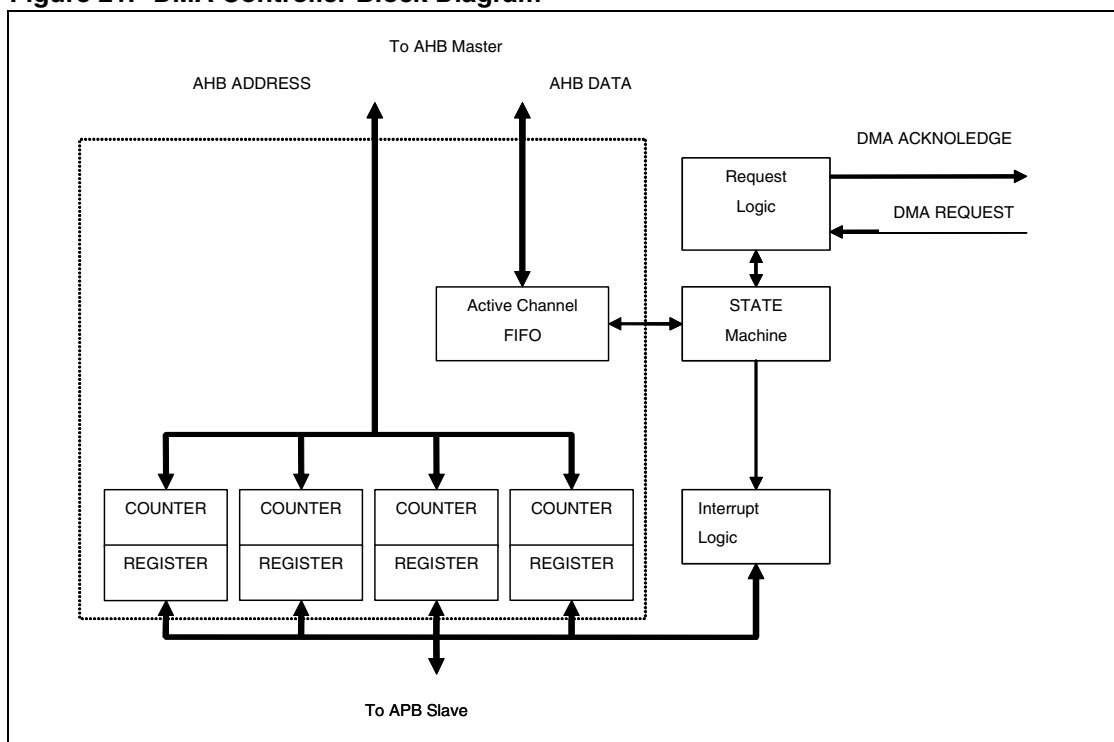 To AHB Master
AHB ADDRESS
AHB DATA
DMA ACKNOLEDGE
Request
Logic
DMA REQUEST
Active Channel
FIFO
STATE
Machine
COUNTER
COUNTER
COUNTER
COUNTER
REGISTER
REGISTER
REGISTER
REGISTER
Interrupt
Logic
To APB Slave